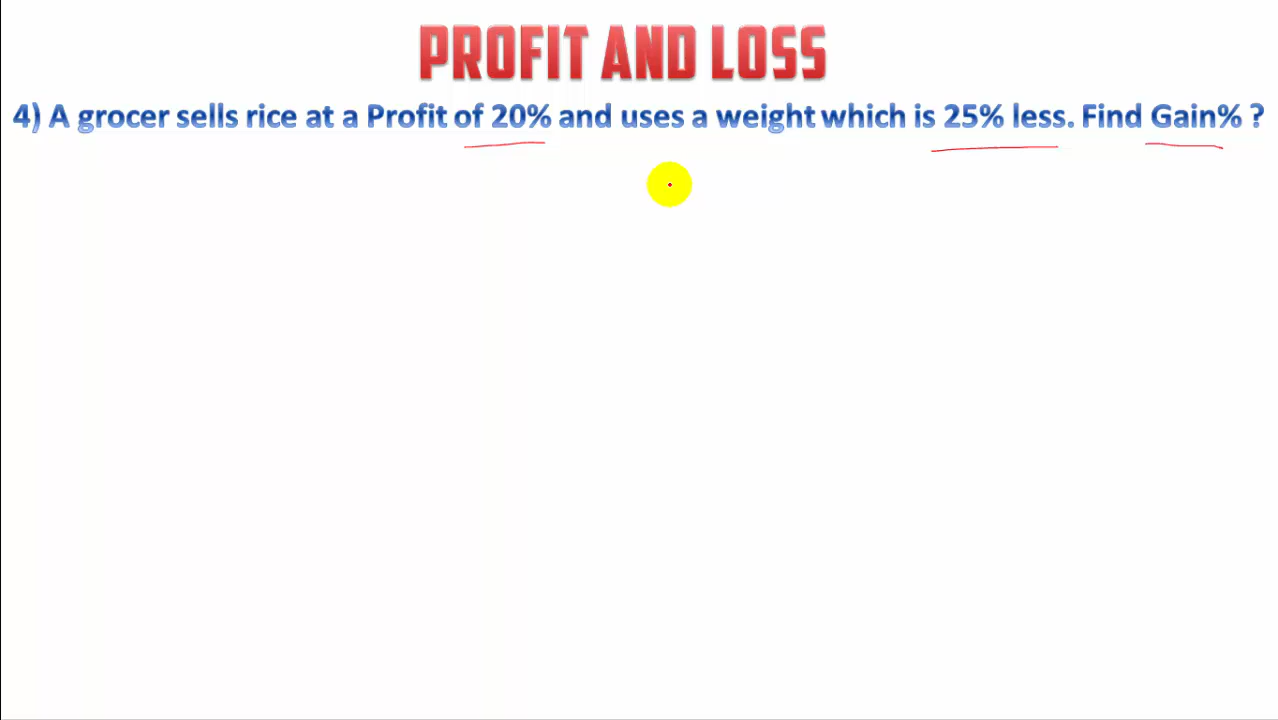 PROFIT AND LOSS
4) A grocer sells rice at a Profit of 20% and uses a weight which is 25% less. Find Gain% ?